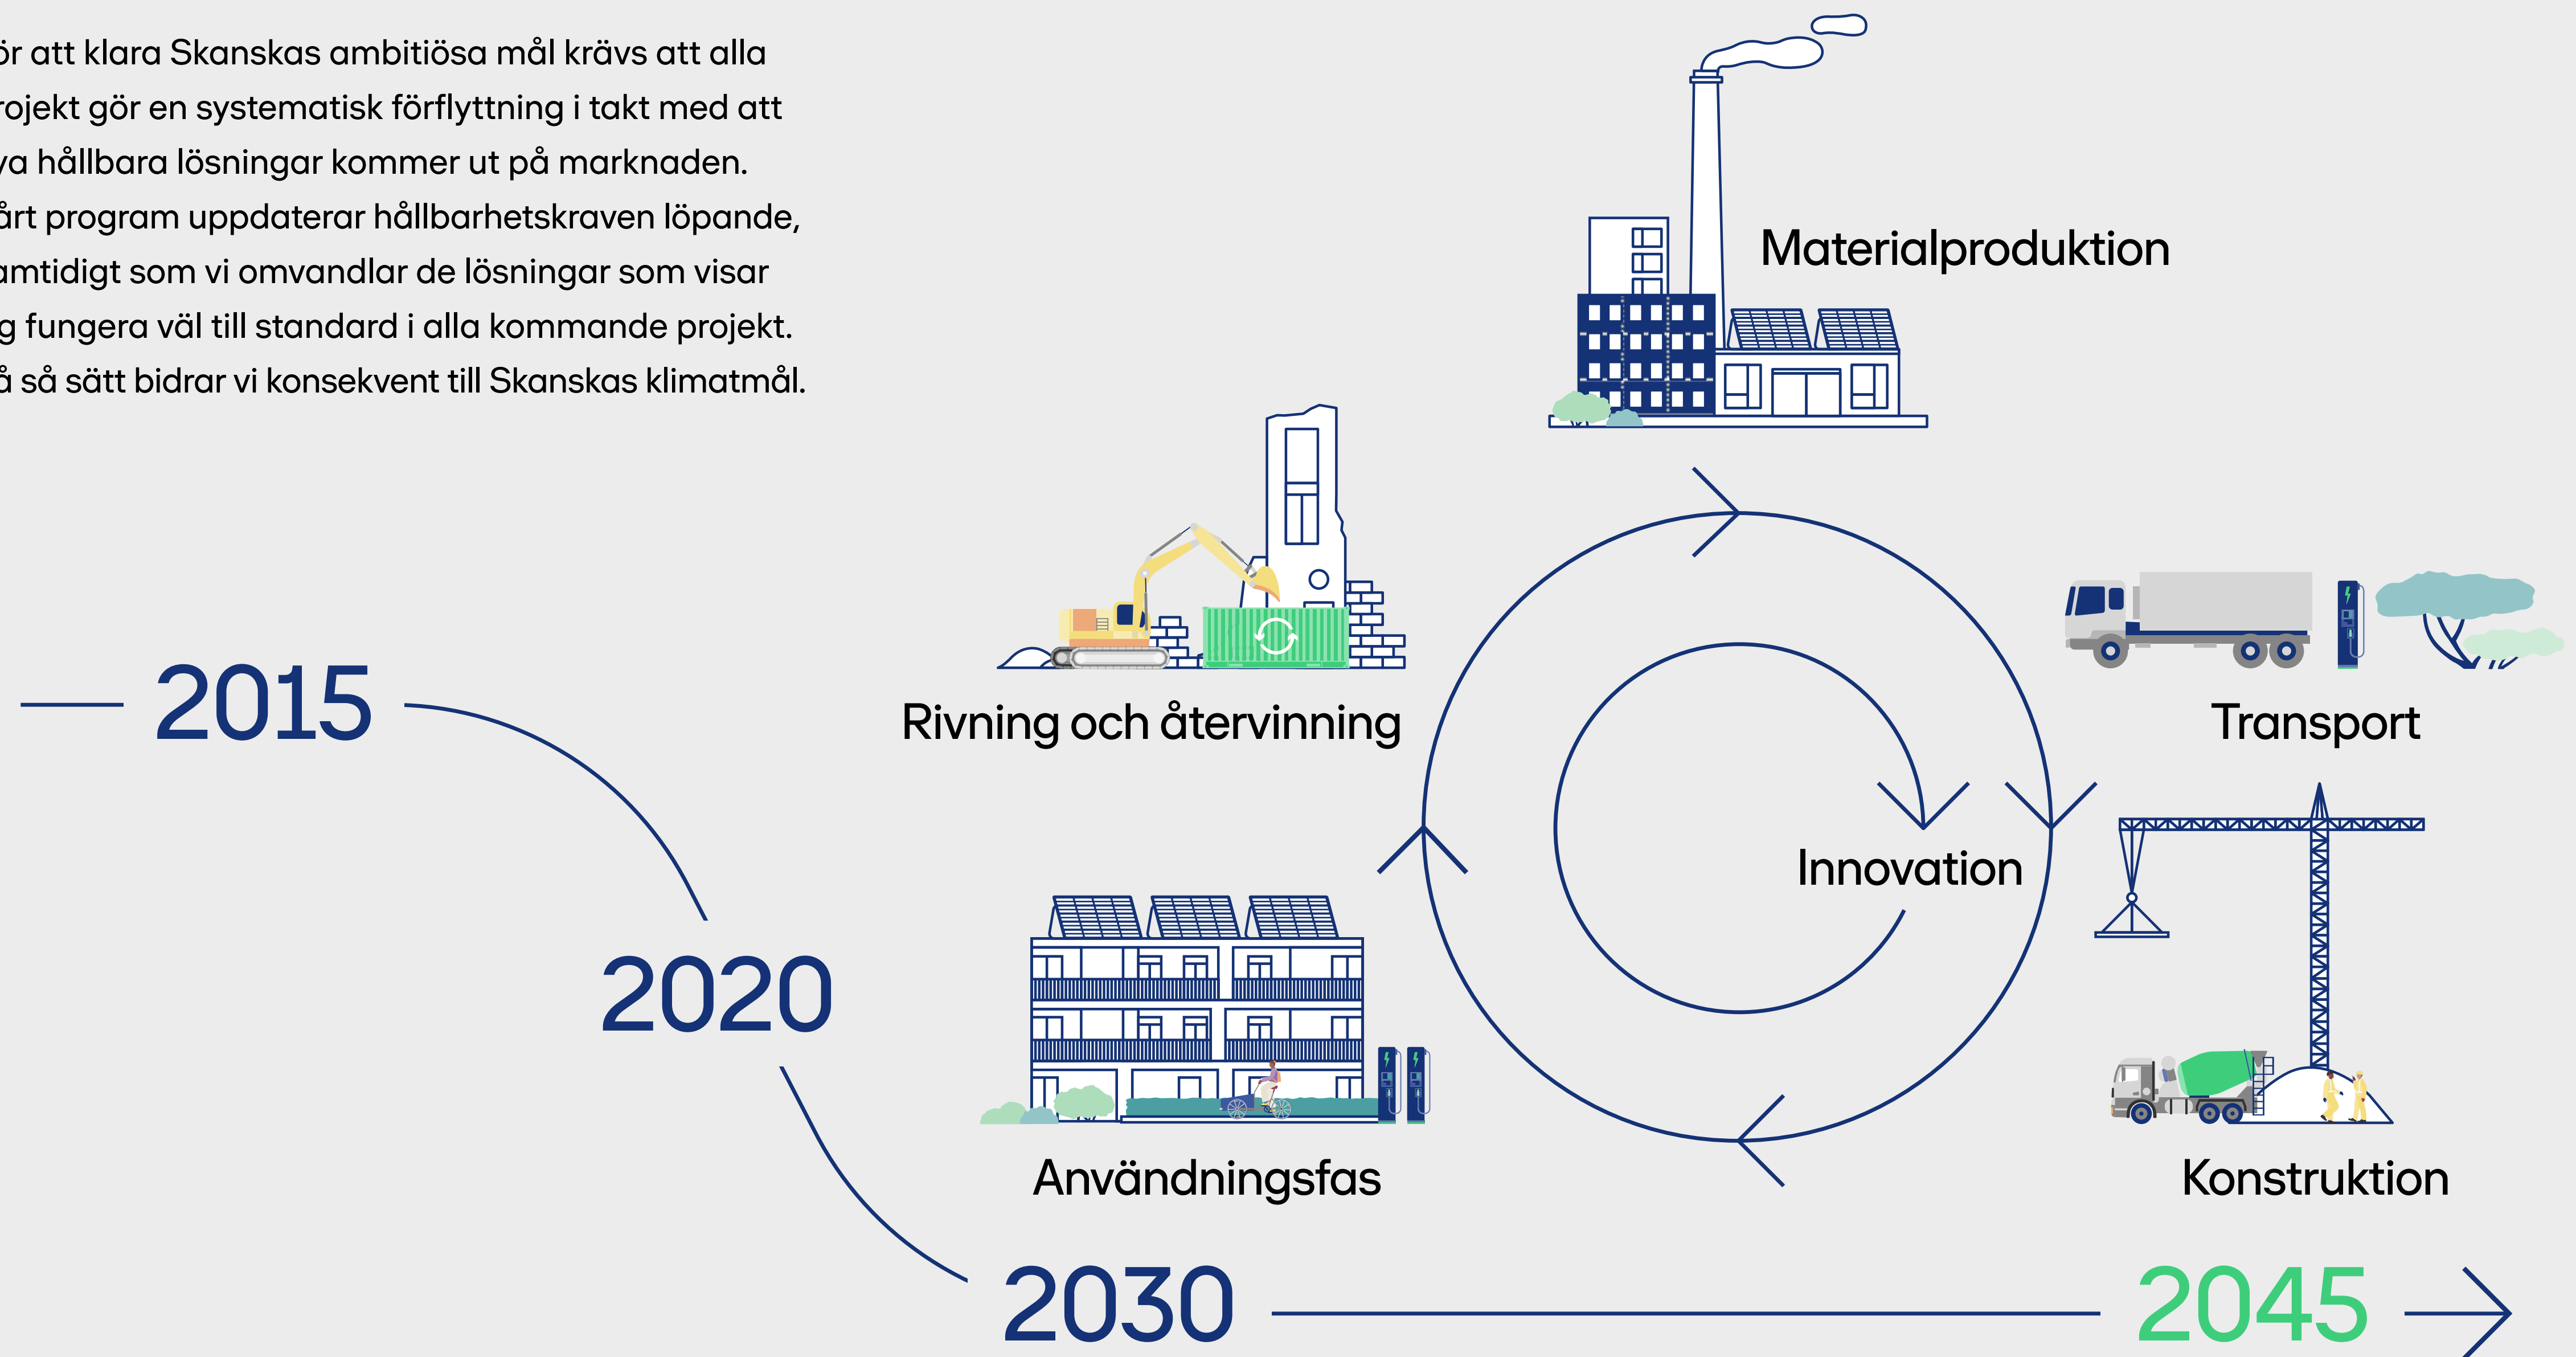 ör att klara Skanskas ambitiösa mål krävs att alla
rojekt gör en systematisk förflyttning i takt med att
ya hållbara lösningar kommer ut på marknaden.
årt program uppdaterar hållbarhetskraven löpande,
amtidigt som vi omvandlar de lösningar som visar
g fungera väl till standard i alla kommande projekt.
å så sätt bidrar vi konsekvent till Skanskas klimatmål.
Materialproduktion
Rivning och återvinning
Transport
2015
Innovation
2020
Användningsfas
Konstruktion
2030
2045